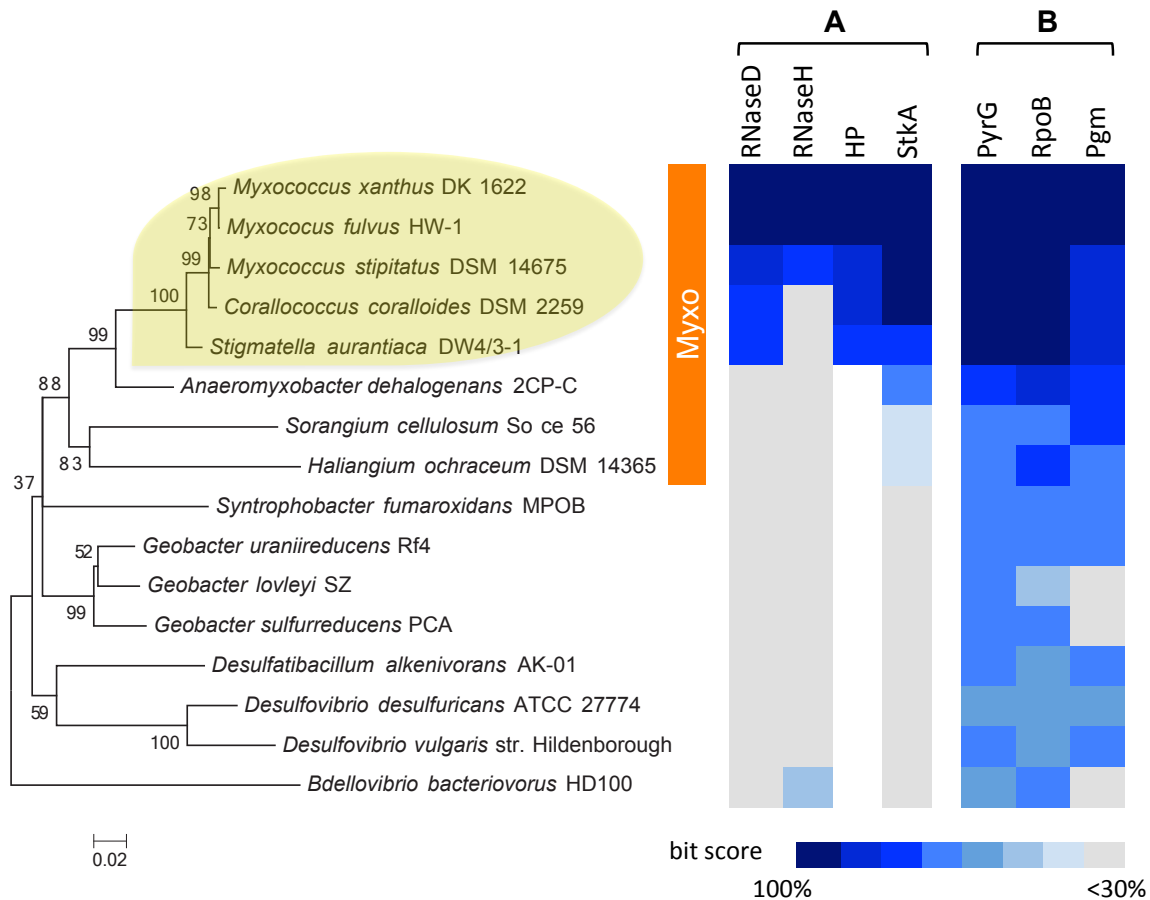 A B
RNaseD RNaseH HP StkA PyrG RpoB Pgm
98 Myxococcus xanthus DK 1622
73 Myxococus fulvus HW-1
99 Myxococcus stipitatus DSM 14675
100 Corallococcus coralloides DSM 2259
99 Stigmatella aurantiaca DW4/3-1
Myxo
88 Anaeromyxobacter dehalogenans 2CP-C
Sorangium cellulosum So ce 56
83 Haliangium ochraceum DSM 14365
37 Syntrophobacter fumaroxidans MPOB
52 Geobacter uraniireducens Rf4
Geobacter lovleyi SZ
99 Geobacter sulfurreducens PCA
Desulfatibacillum alkenivorans AK-01
59 Desulfovibrio desulfuricans ATCC 27774
100 Desulfovibrio vulgaris str. Hildenborough
Bdellovibrio bacteriovorus HD100
0.02
bit score
100% <30%